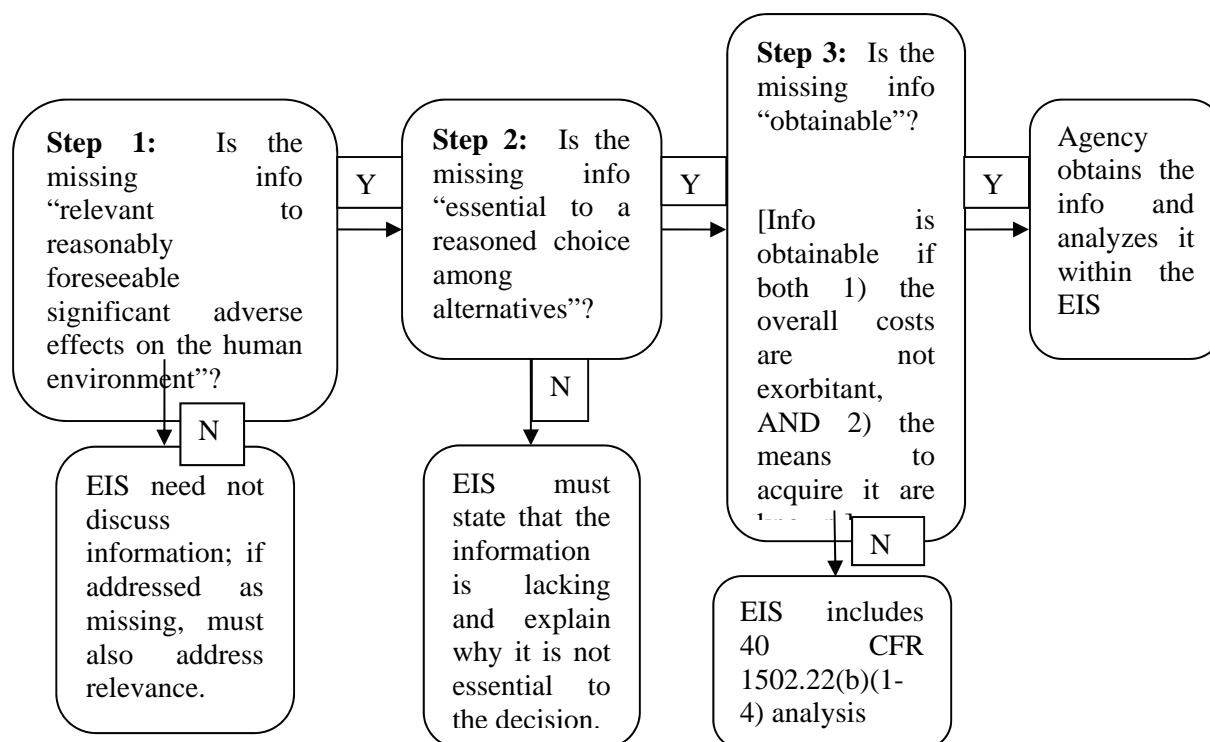 Step 1: Is the
missing info
“relevant to
reasonably
foreseeable
significant adverse
effects on the human
environment”?
Y
Step 2: Is the
missing info
“essential to a
reasoned choice
among
alternatives”?
Y
Step 3: Is the
missing info
“obtainable”?
[Info is
obtainable if
both 1) the
overall costs
are not
exorbitant,
AND 2) the
means to
acquire it are
Y
Agency
obtains the
info and
analyzes it
within the
EIS
N
EIS need not
discuss
information; if
addressed as
missing, must
also address
relevance.
N
EIS must
state that the
information
is lacking
and explain
why it is not
essential to
the decision.
N
EIS includes
40 CFR
1502.22(b)(1-
4) analysis